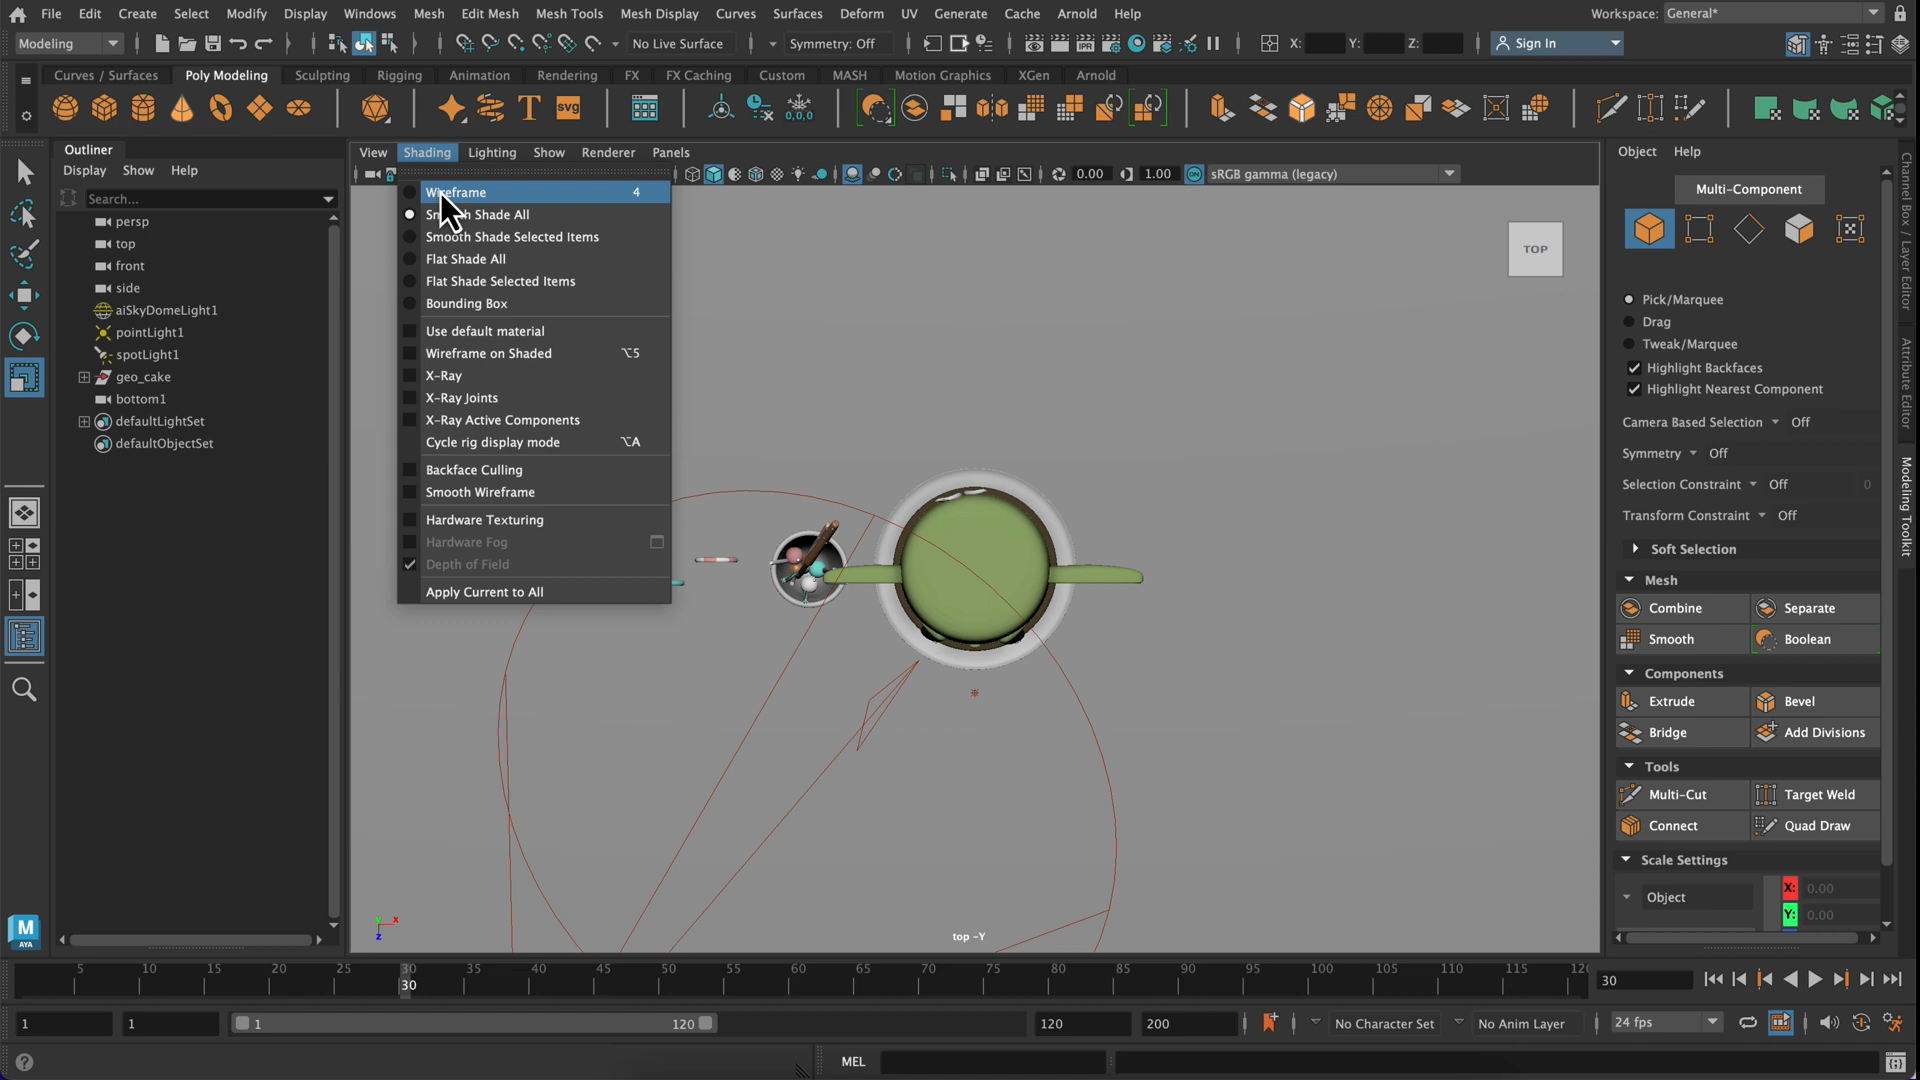 File Edit Create Select Modify Display Windows Mesh Edit Mesh Mesh Tools Mesh Display Curves Surfaces Deform UV Generate Cache Arnold Help Workspace: General*
Modeling No Live Surface Symmetry: Off X: Y: Z: Sign In
Curves / Surfaces Poly Modeling Sculpting Rigging Animation Rendering FX FX Caching Custom MASH Motion Graphics XGen Arnold
T SVG 0,0,0
Outliner
Display Show Help
Search...
persp
top
front
side
aiSkyDomeLight1
pointLight1
spotLight1
geo_cake
bottom1
defaultLightSet
defaultObjectSet
View Shading Lighting Show Renderer Panels
0.00 1.00 ON sRGB gamma (legacy)
Wireframe 4
Smooth Shade All
Smooth Shade Selected Items
Flat Shade All
Flat Shade Selected Items
Bounding Box
Use default material
Wireframe on Shaded ⌥5
X-Ray
X-Ray Joints
X-Ray Active Components
Cycle rig display mode ⌥A
Backface Culling
Smooth Wireframe
Hardware Texturing
Hardware Fog
Depth of Field
Apply Current to All
TOP
y x
z
top -Y
Object Help
Multi-Component
Pick/Marquee
Drag
Tweak/Marquee
Highlight Backfaces
Highlight Nearest Component
Camera Based Selection Off
Symmetry Off
Selection Constraint Off 0
Transform Constraint Off
Soft Selection
Mesh
Combine Separate
Smooth Boolean
Components
Extrude Bevel
Bridge Add Divisions
Tools
Multi-Cut Target Weld
Connect Quad Draw
Scale Settings
Object X: 0.00
Y: 0.00
Channel Box / Layer Editor
Attribute Editor
Modeling Toolkit
M
AYA
5 10 15 20 25 30 35 40 45 50 55 60 65 70 75 80 85 90 95 100 105 110 115 120
30 30
1 1 1 120 120 200 No Character Set No Anim Layer 24 fps
MEL